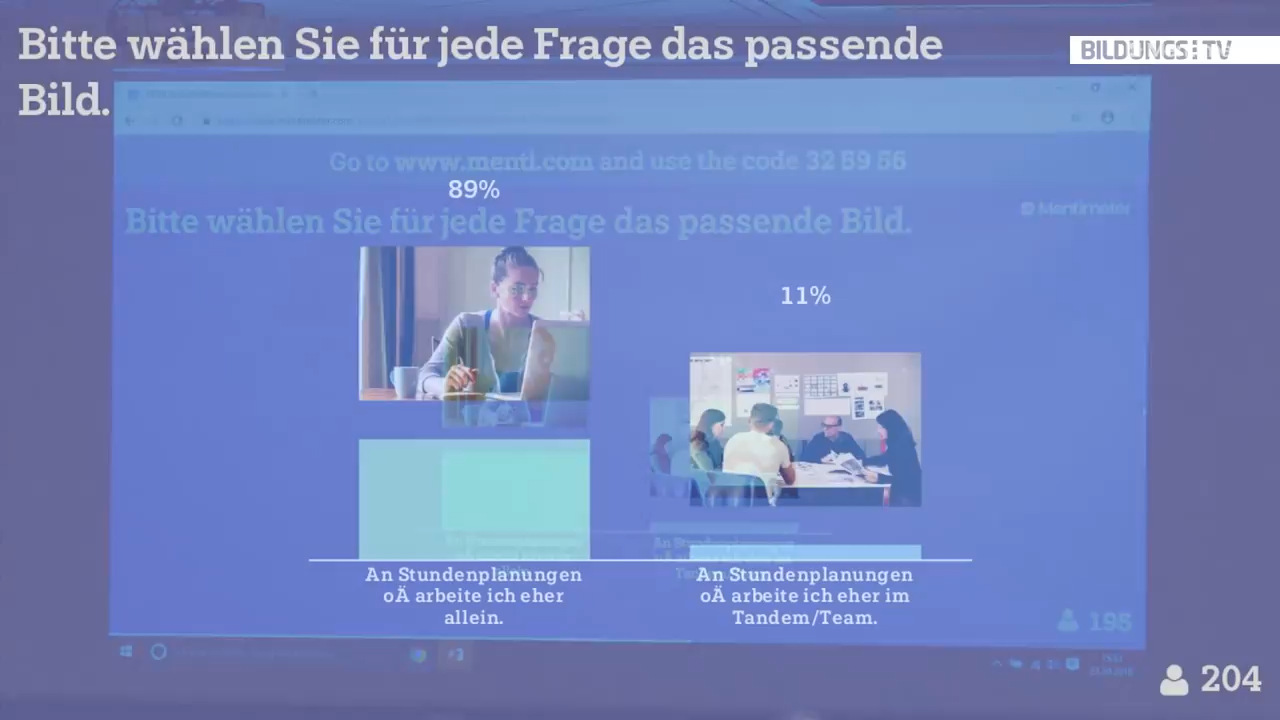 Bitte wählen Sie für jede Frage das passende
Bild.
BILDUNGS:TV
Go to www.menti.com and use the code 32 59 56
89%
Bitte wählen Sie für jede Frage das passende Bild.
Mentimeter
11%
An Stundenplanungen
oÄ arbeite ich eher
allein.
An Stundenplanungen
oÄ arbeite ich eher im
Tandem/Team.
195
204